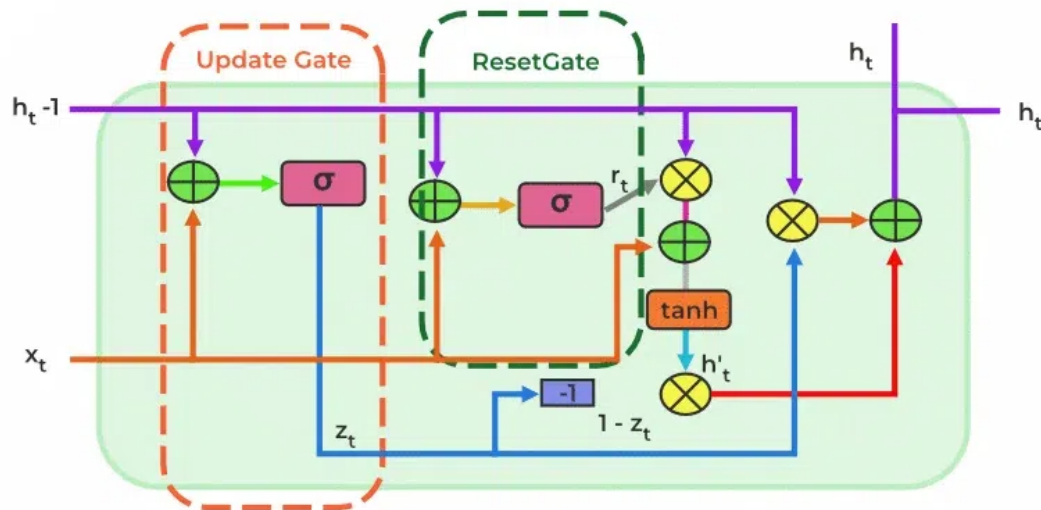 Update Gate
ResetGate
hₜ
hₜ -1
hₜ
σ
σ
rₜ
xₜ
tanh
h'ₜ
-1
1 - zₜ
zₜ